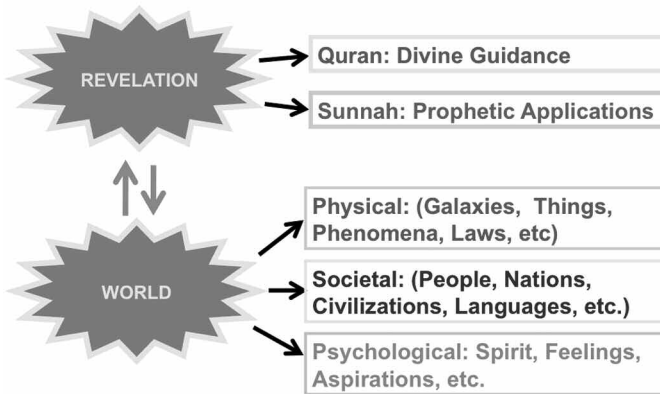 REVELATION
Quran: Divine Guidance
Sunnah: Prophetic Applications
WORLD
Physical: (Galaxies, Things,
Phenomena, Laws, etc)
Societal: (People, Nations,
Civilizations, Languages, etc.)
Psychological: Spirit, Feelings,
Aspirations, etc.